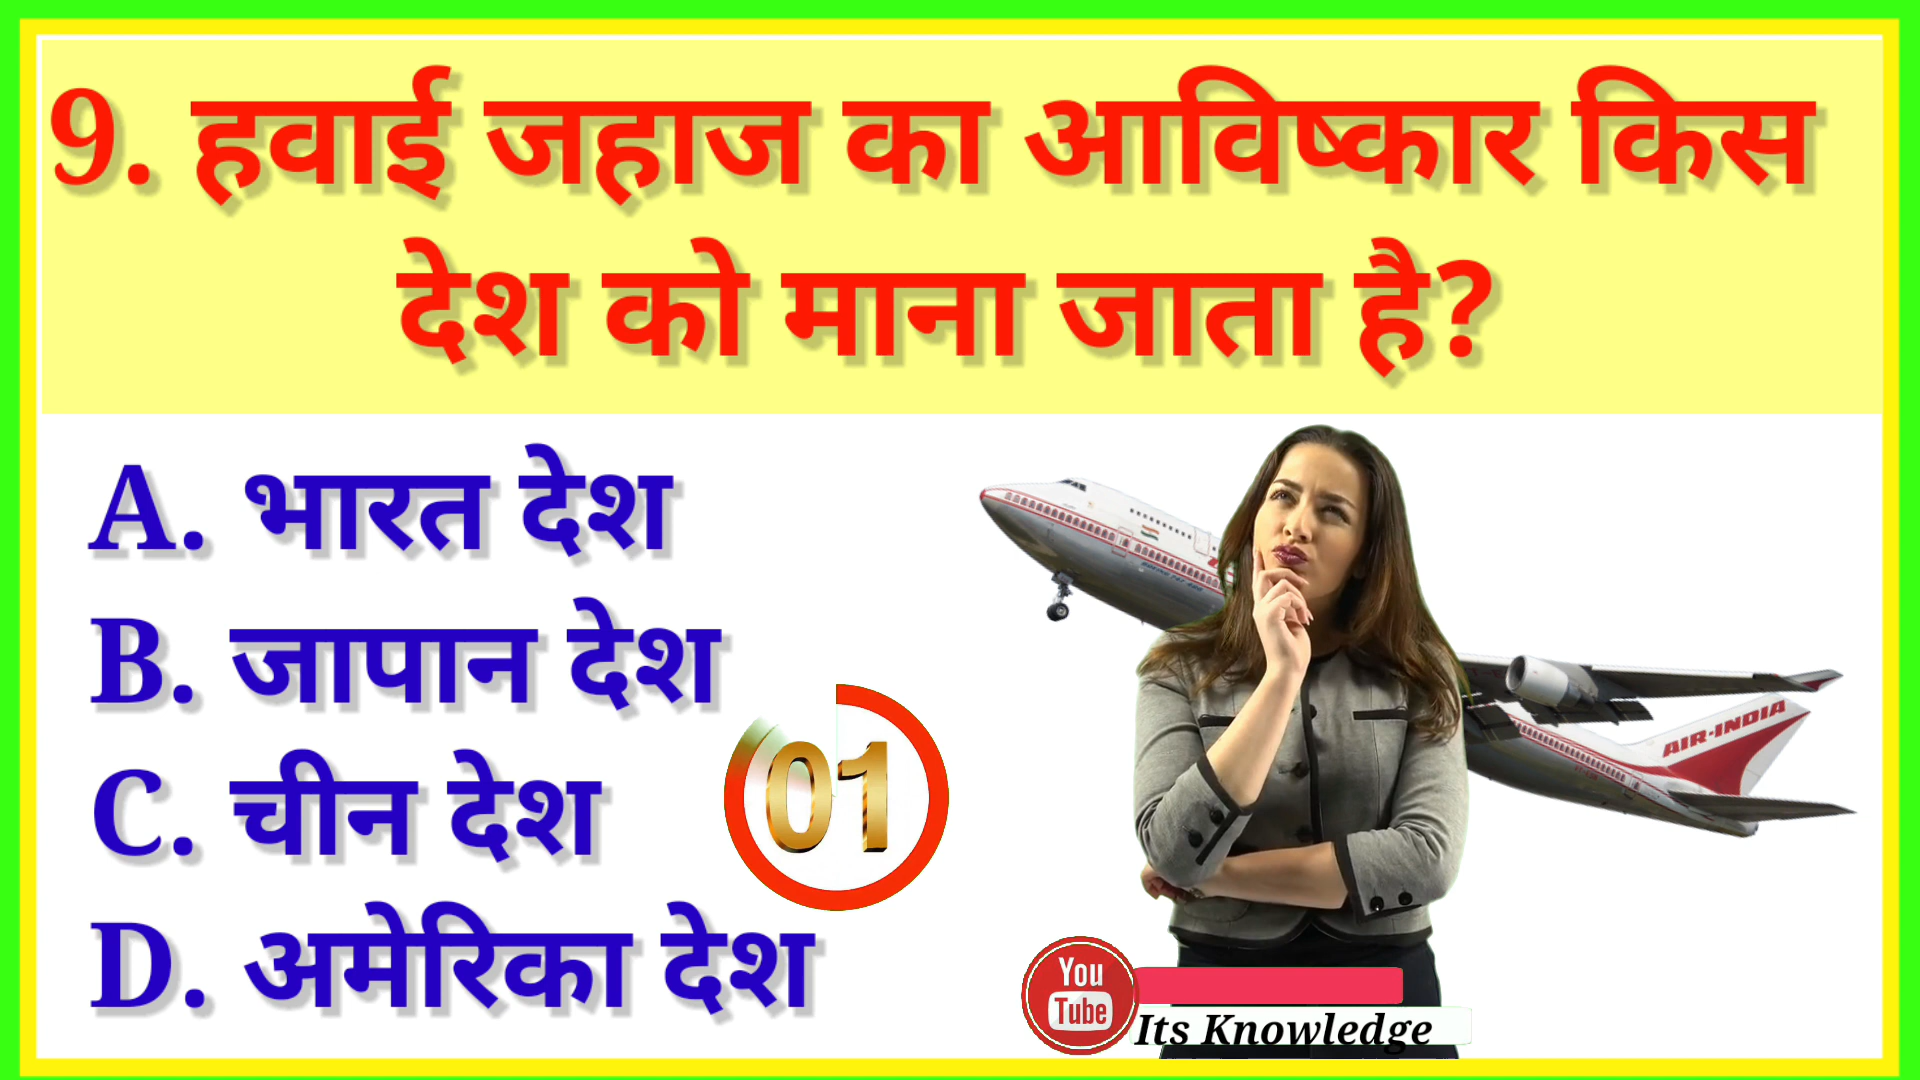 9. हवाई जहाज का आविष्कार किस
देश को माना जाता है?
A. भारत देश
B. जापान देश
C. चीन देश
D. अमेरिका देश
01
AIR-INDIA
You
Tube
Its Knowledge